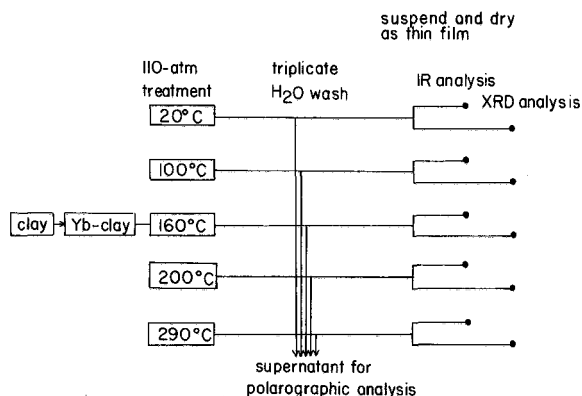 suspend and dry
as thin film
110-atm
treatment
triplicate
H₂O wash
IR analysis
XRD analysis
20°C
100°C
clay
Yb-clay
160°C
200°C
290°C
supernatant for
polarographic analysis